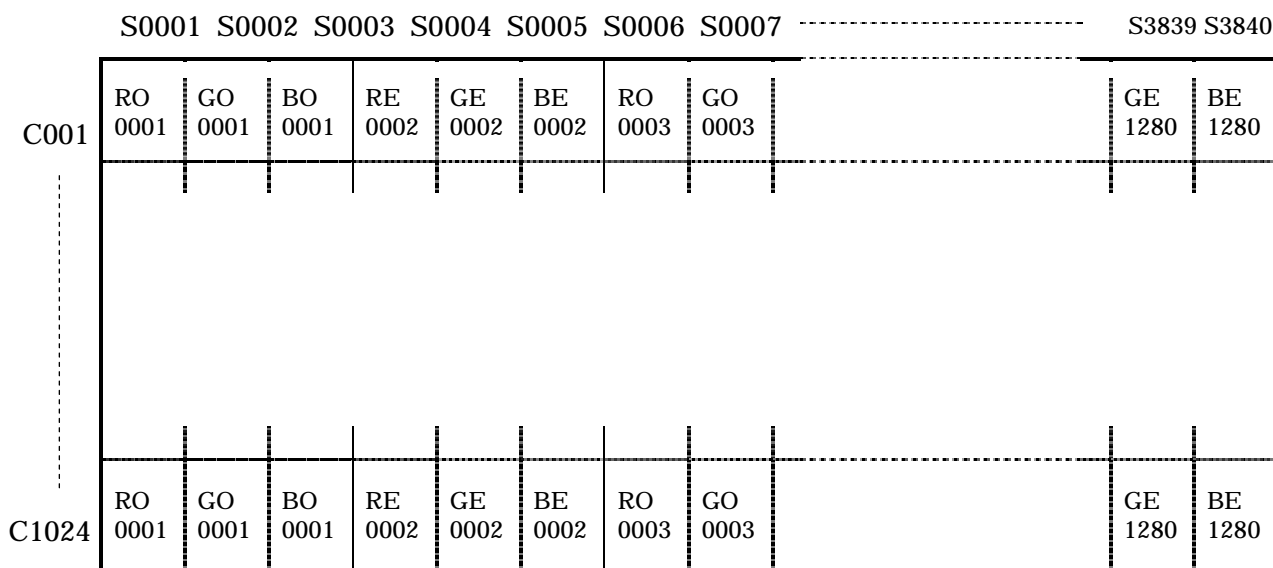 S0001 S0002 S0003 S0004 S0005 S0006 S0007 S3839 S3840
RO GO BO RE GE BE RO GO GE BE
C001 0001 0001 0001 0002 0002 0002 0003 0003 1280 1280
RO GO BO RE GE BE RO GO GE BE
C1024 0001 0001 0001 0002 0002 0002 0003 0003 1280 1280